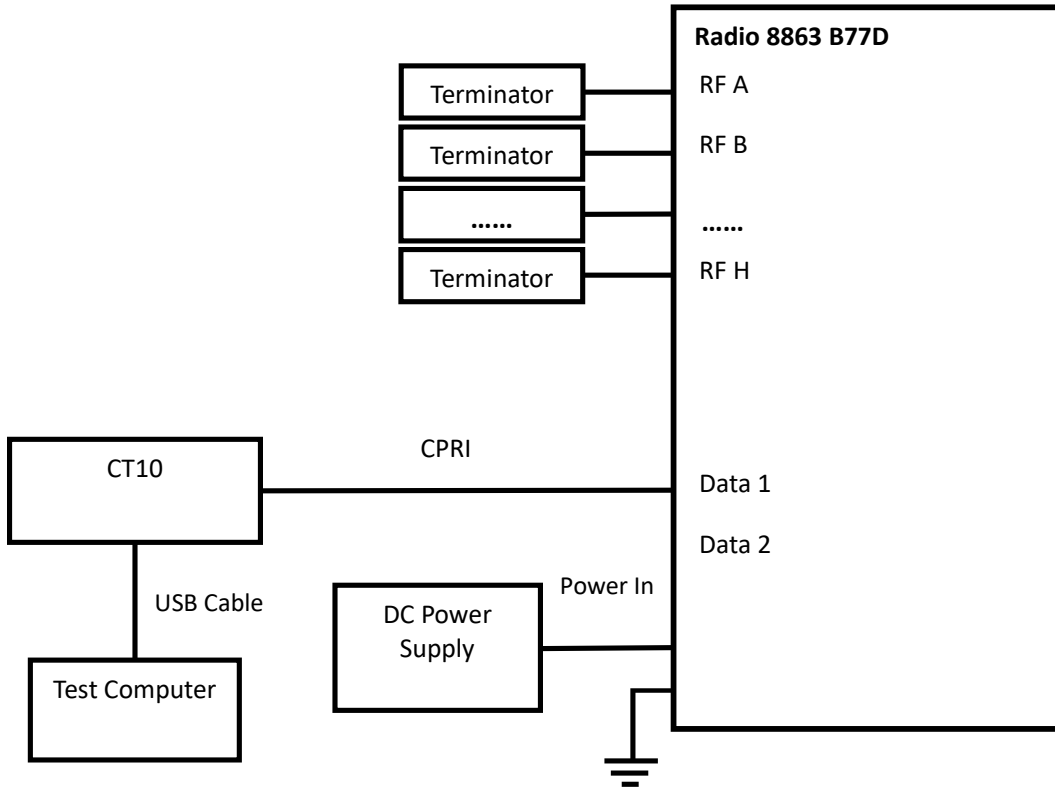 Radio 8863 B77D
Terminator
RF A
Terminator
RF B
……
……
Terminator
RF H
CT10
CPRI
Data 1
Data 2
USB Cable
DC Power
Supply
Power In
Test Computer